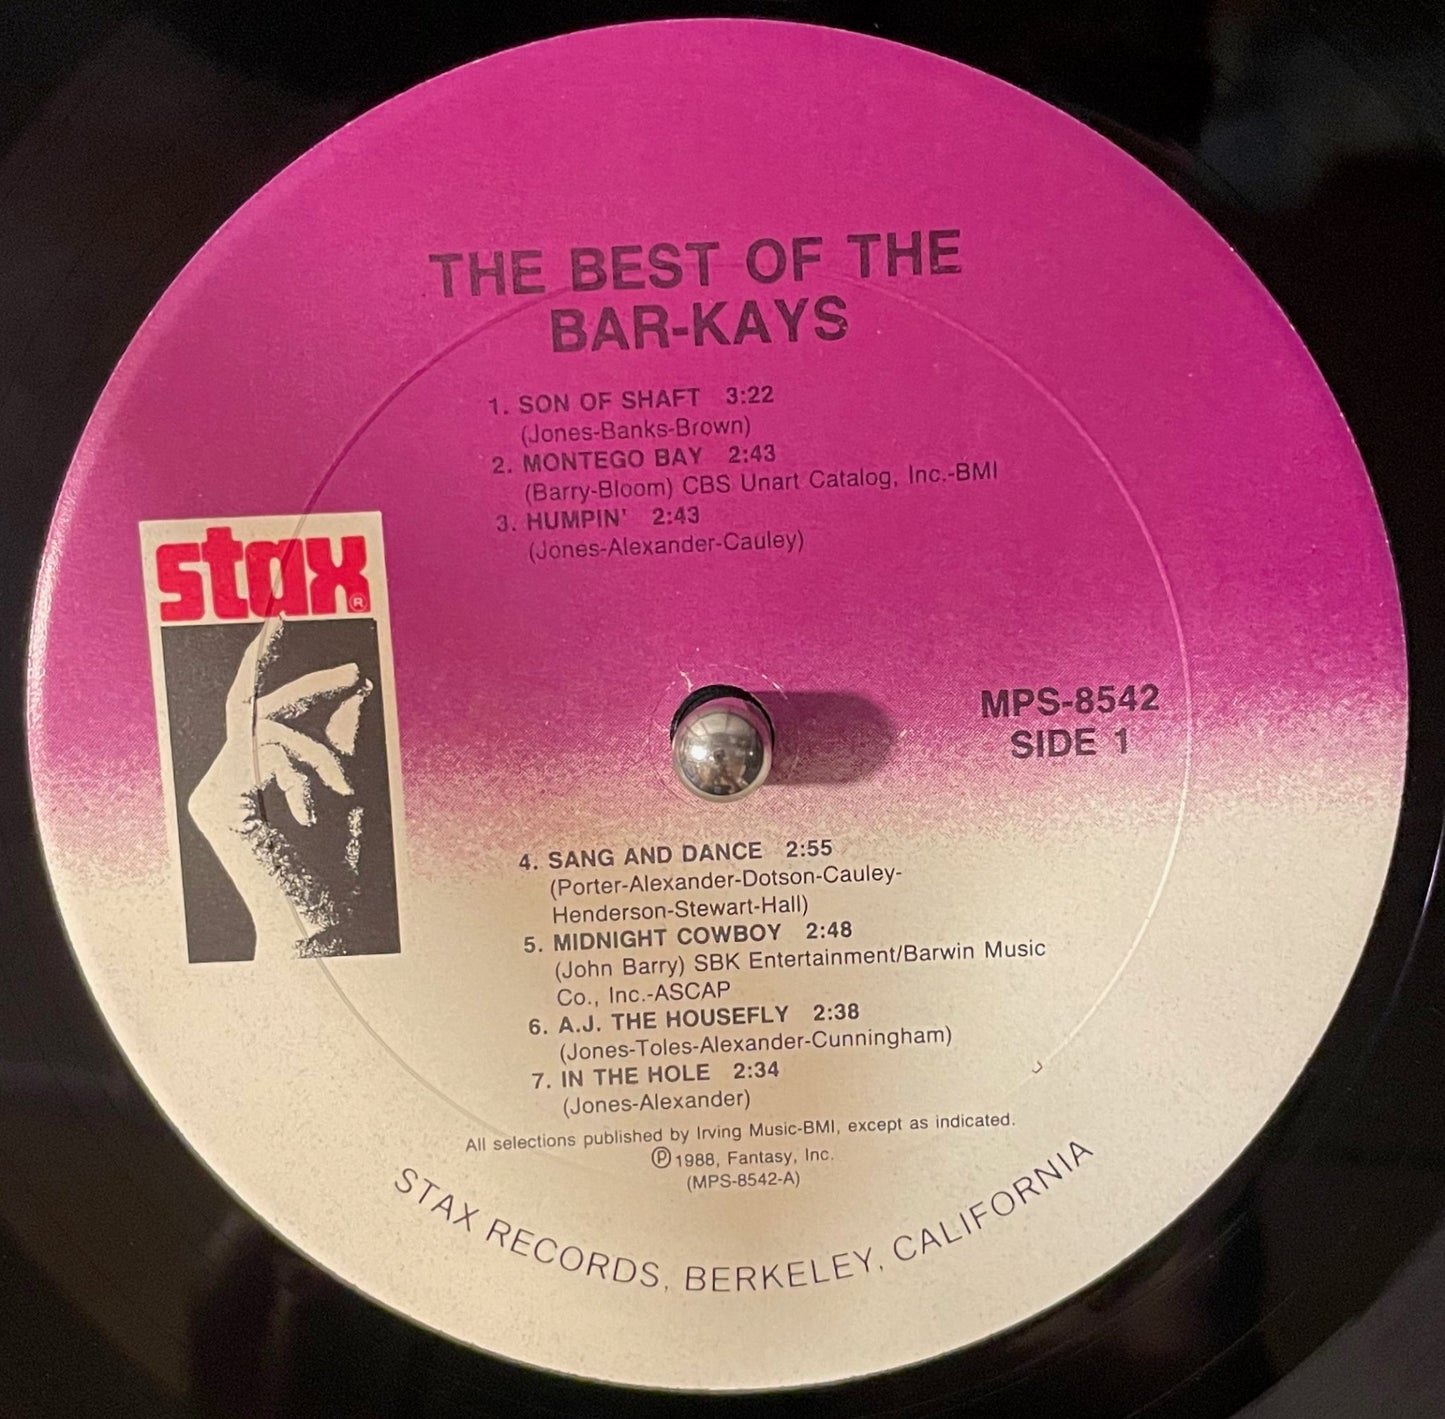 THE BEST OF THE
BAR-KAYS
1. SON OF SHAFT 3:22
(Jones-Banks-Brown)
2. MONTEGO BAY 2:43
(Barry-Bloom) CBS Unart Catalog, Inc.-BMI
3. HUMPIN' 2:43
(Jones-Alexander-Cauley)
stax®
MPS-8542
SIDE 1
4. SANG AND DANCE 2:55
(Porter-Alexander-Dotson-Cauley-
Henderson-Stewart-Hall)
5. MIDNIGHT COWBOY 2:48
(John Barry) SBK Entertainment/Barwin Music
Co., Inc.-ASCAP
6. A.J. THE HOUSEFLY 2:38
(Jones-Toles-Alexander-Cunningham)
7. IN THE HOLE 2:34
(Jones-Alexander)
All selections published by Irving Music-BMI, except as indicated.
℗1988, Fantasy, Inc.
(MPS-8542-A)
STAX RECORDS, BERKELEY, CALIFORNIA